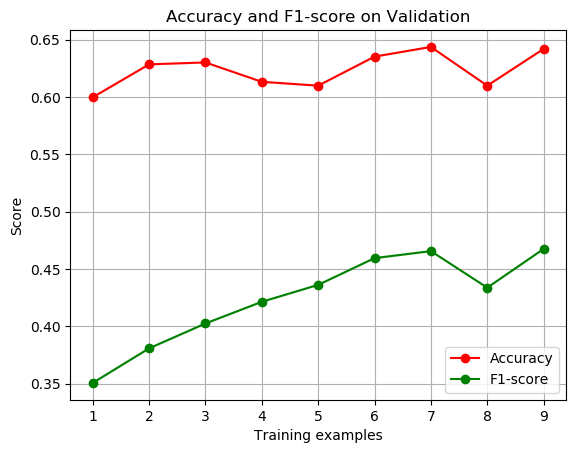 Accuracy and F1-score on Validation
0.65
0.60
0.55
0.50
0.45
0.40
0.35
Score
Accuracy
F1-score
1 2 3 4 5 6 7 8 9
Training examples